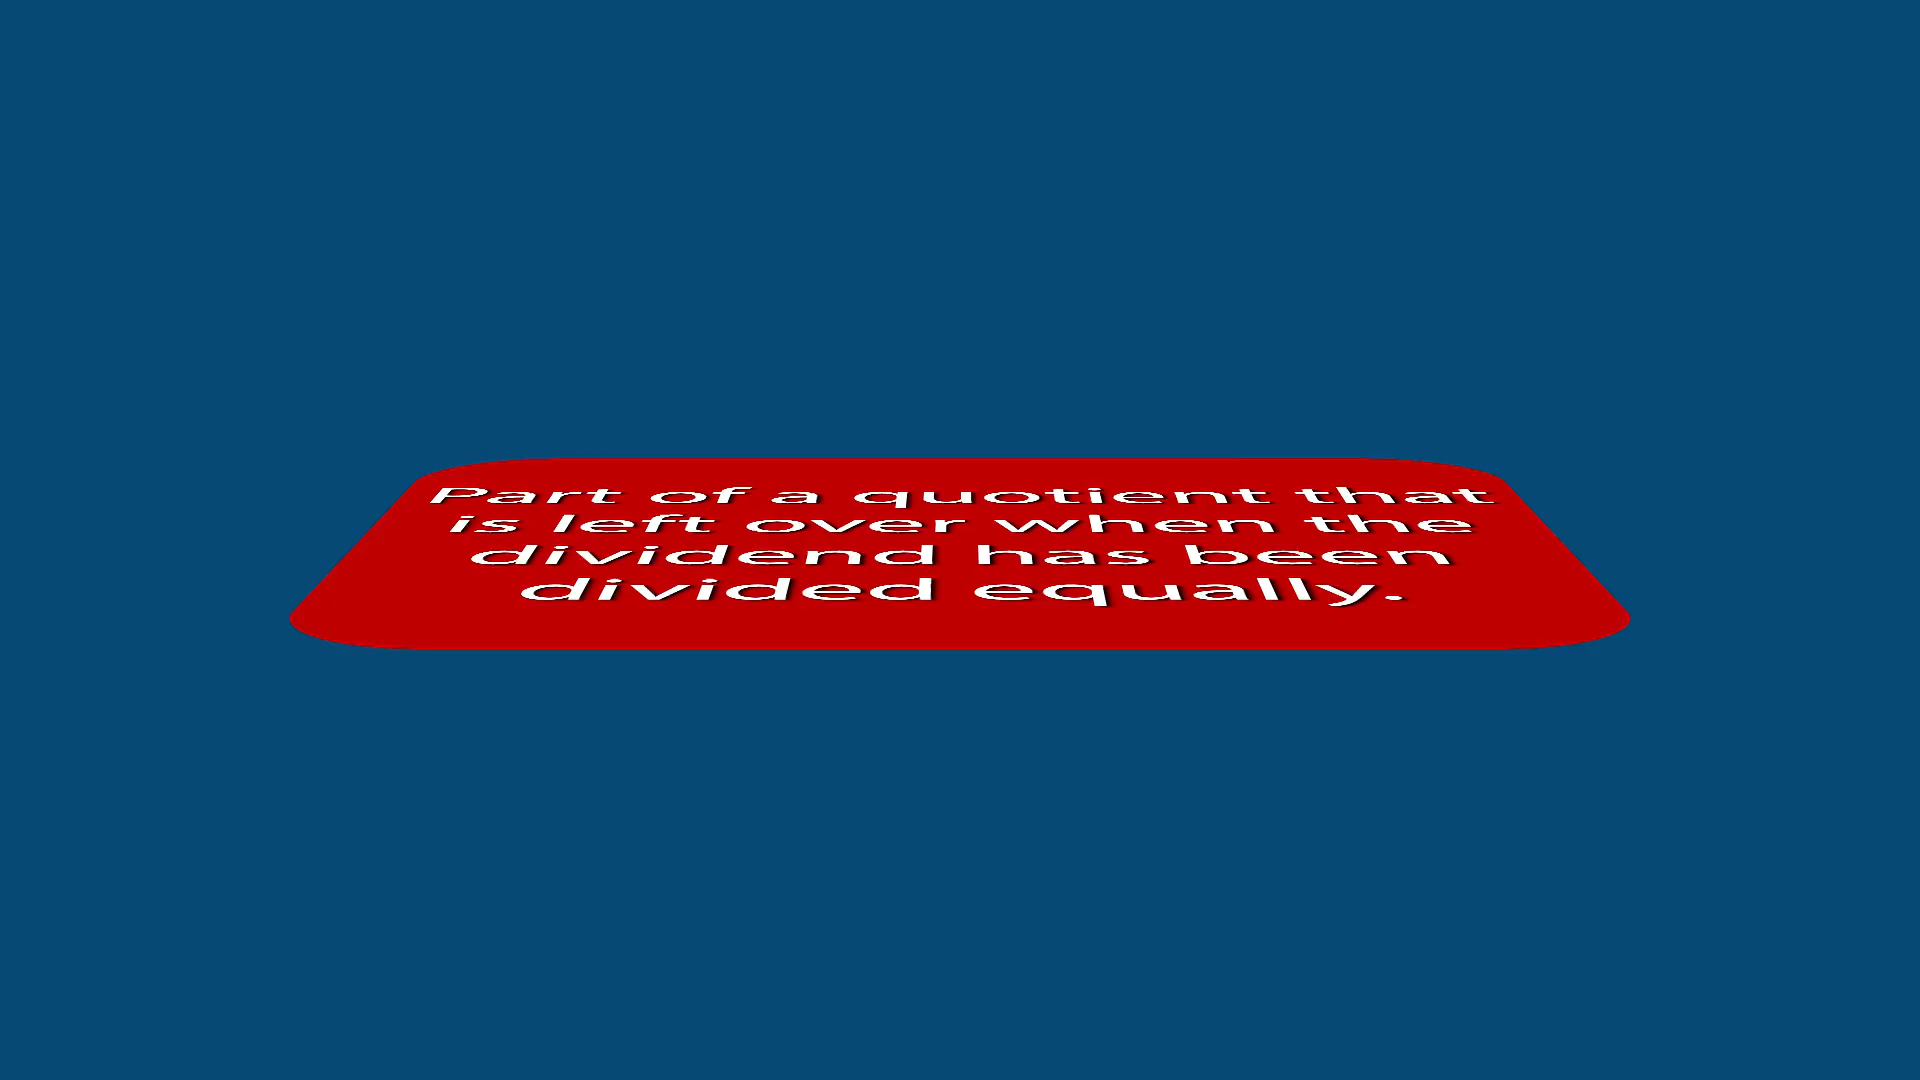 Part of a quotient that
is left over when the
dividend has been
divided equally.